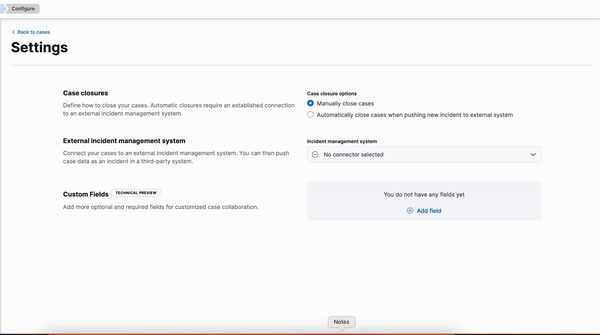 Configure
Back to cases
Settings
Case closures
Define how to close your cases. Automatic closures require an established connection
to an external incident management system.
Case closure options
Manually close cases
Automatically close cases when pushing new incident to external system
External incident management system
Connect your cases to an external incident management system. You can then push
case data as an incident in a third-party system.
Incident management system
No connector selected
Custom Fields TECHNICAL PREVIEW
Add more optional and required fields for customized case collaboration.
You do not have any fields yet
Add field
Notes